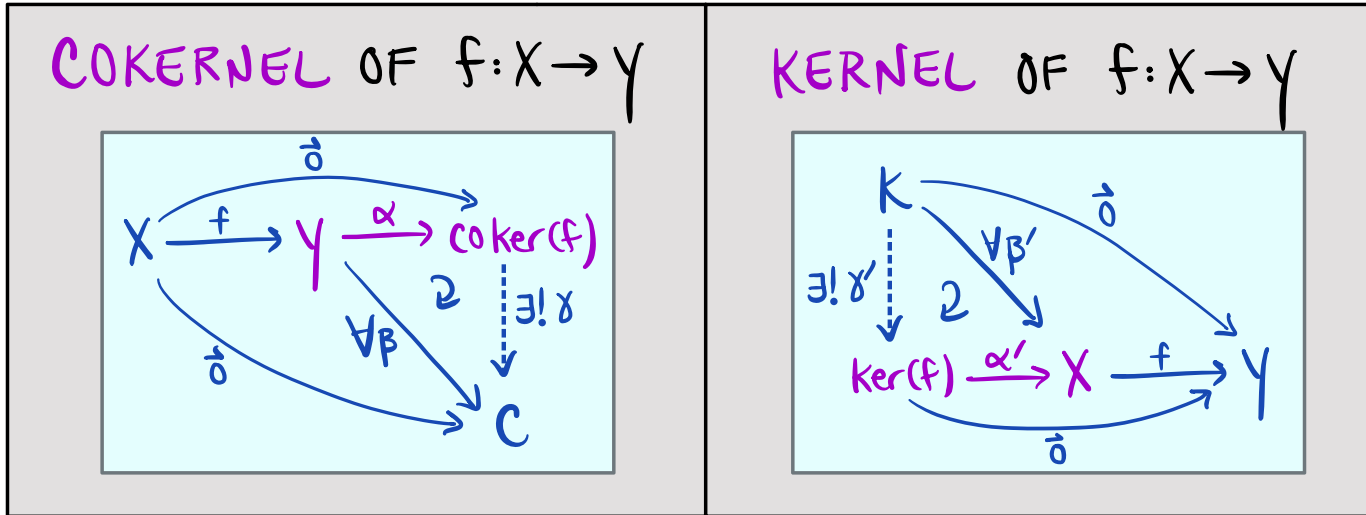 COKERNEL OF f: X → Y
0⃗
X f Y α coker(f)
∀β ∃! γ
0⃗
C
KERNEL OF f: X → Y
K 0⃗
∀β′
∃! γ′
ker(f) α′ X f Y
0⃗